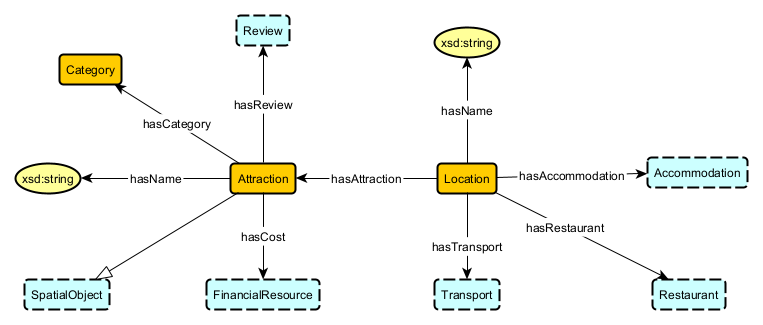 Review
xsd:string
Category
hasReview
hasName
hasCategory
xsd:string
hasName
Attraction
hasAttraction
Location
hasAccommodation
Accommodation
hasCost
hasTransport
hasRestaurant
SpatialObject
FinancialResource
Transport
Restaurant